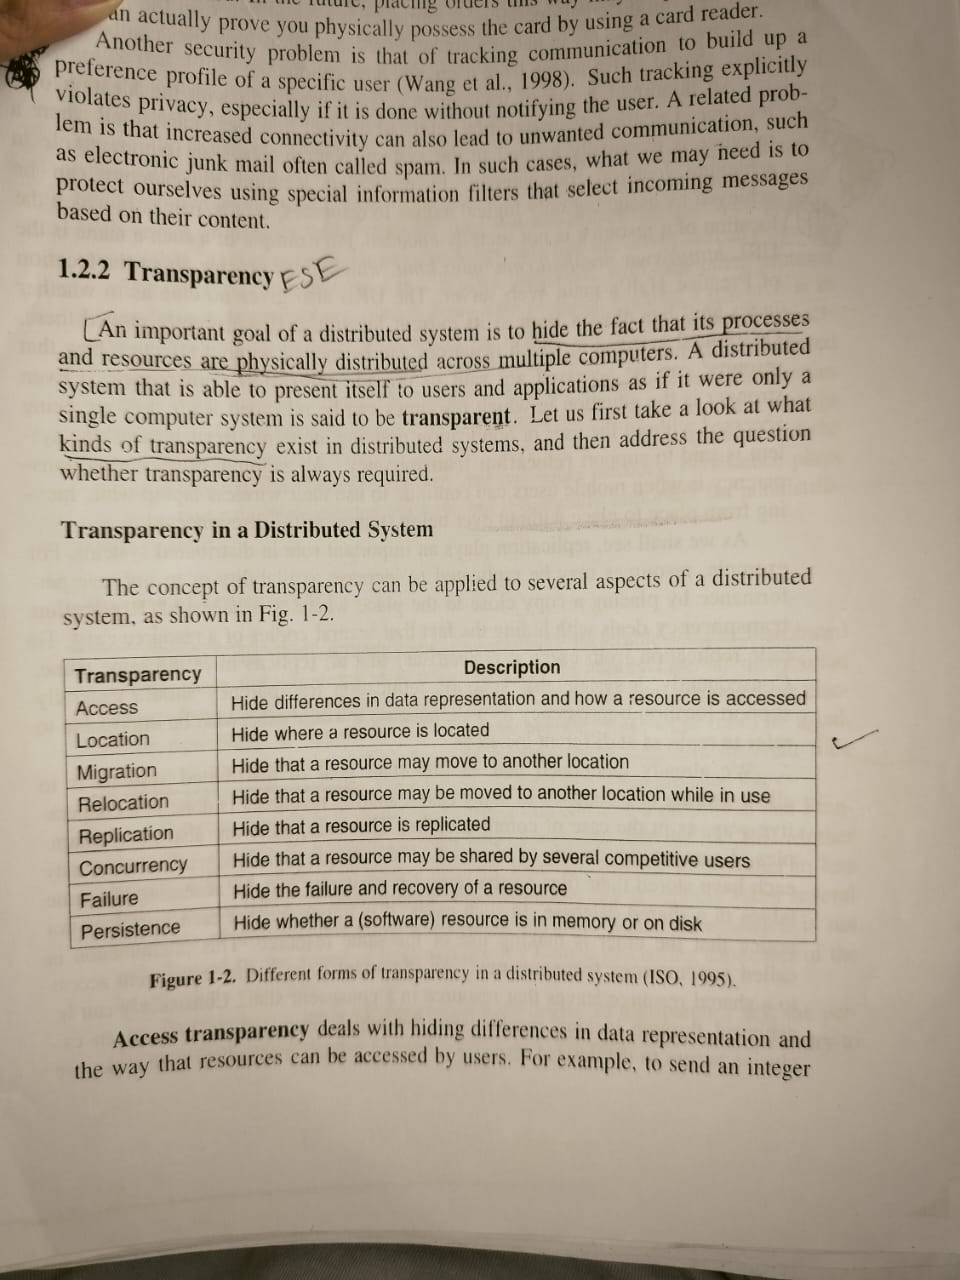 an actually prove you physically possess the card by using a card reader.
Another security problem is that of tracking communication to build up a
preference profile of a specific user (Wang et al., 1998). Such tracking explicitly
violates privacy, especially if it is done without notifying the user. A related prob-
lem is that increased connectivity can also lead to unwanted communication, such
as electronic junk mail often called spam. In such cases, what we may need is to
protect ourselves using special information filters that select incoming messages
based on their content.
1.2.2 Transparency ESE
An important goal of a distributed system is to hide the fact that its processes
and resources are physically distributed across multiple computers. A distributed
system that is able to present itself to users and applications as if it were only a
single computer system is said to be transparent. Let us first take a look at what
kinds of transparency exist in distributed systems, and then address the question
whether transparency is always required.
Transparency in a Distributed System
The concept of transparency can be applied to several aspects of a distributed
system, as shown in Fig. 1-2.
Transparency Description
Access Hide differences in data representation and how a resource is accessed
Location Hide where a resource is located
Migration Hide that a resource may move to another location
Relocation Hide that a resource may be moved to another location while in use
Replication Hide that a resource is replicated
Concurrency Hide that a resource may be shared by several competitive users
Failure Hide the failure and recovery of a resource
Persistence Hide whether a (software) resource is in memory or on disk
Figure 1-2. Different forms of transparency in a distributed system (ISO, 1995).
Access transparency deals with hiding differences in data representation and
the way that resources can be accessed by users. For example, to send an integer